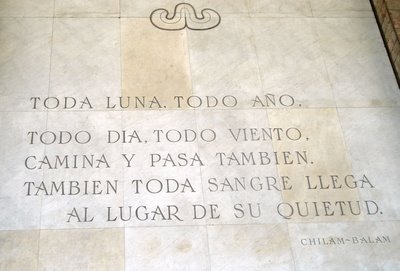 TODA LUNA, TODO AÑO,
TODO DIA, TODO VIENTO,
CAMINA Y PASA TAMBIEN.
TAMBIEN TODA SANGRE LLEGA
AL LUGAR DE SU QUIETUD.
CHILAM-BALAM